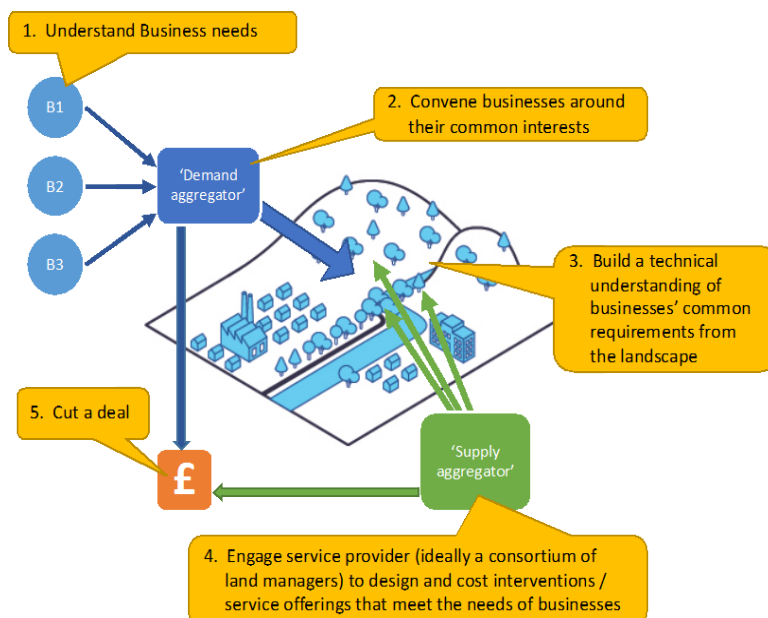 1. Understand Business needs
B1
2. Convene businesses around
their common interests
'Demand
aggregator'
B2
B3
3. Build a technical
understanding of
businesses' common
requirements from
the landscape
5. Cut a deal
£
'Supply
aggregator'
4. Engage service provider (ideally a consortium of
land managers) to design and cost interventions /
service offerings that meet the needs of businesses